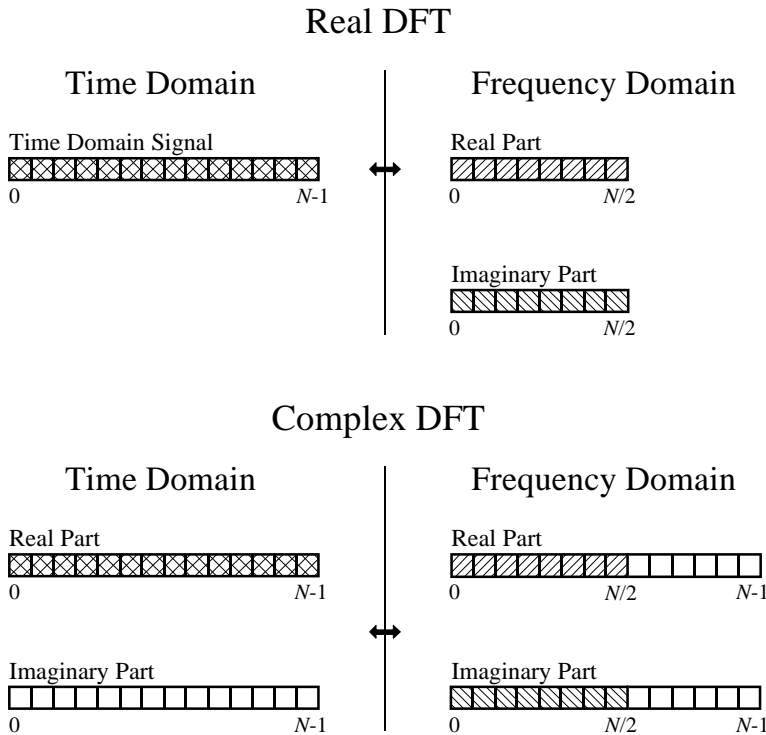 Real DFT
Time Domain
Frequency Domain
Time Domain Signal
0 N-1
Real Part
0 N/2
Imaginary Part
0 N/2
Complex DFT
Time Domain
Frequency Domain
Real Part
0 N-1
Real Part
0 N/2 N-1
Imaginary Part
0 N-1
Imaginary Part
0 N/2 N-1